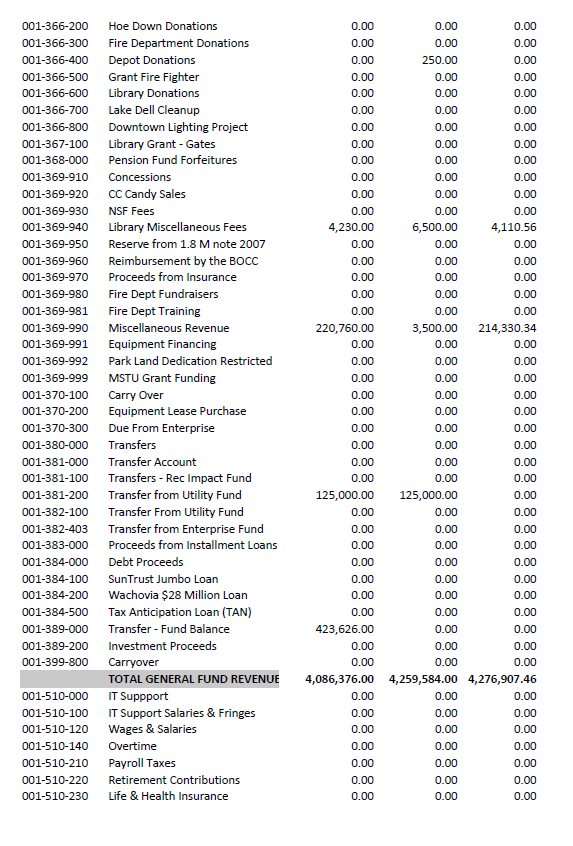 001-366-200 Hoe Down Donations 0.00 0.00 0.00
001-366-300 Fire Department Donations 0.00 0.00 0.00
001-366-400 Depot Donations 0.00 250.00 0.00
001-366-500 Grant Fire Fighter 0.00 0.00 0.00
001-366-600 Library Donations 0.00 0.00 0.00
001-366-700 Lake Dell Cleanup 0.00 0.00 0.00
001-366-800 Downtown Lighting Project 0.00 0.00 0.00
001-367-100 Library Grant - Gates 0.00 0.00 0.00
001-368-000 Pension Fund Forfeitures 0.00 0.00 0.00
001-369-910 Concessions 0.00 0.00 0.00
001-369-920 CC Candy Sales 0.00 0.00 0.00
001-369-930 NSF Fees 0.00 0.00 0.00
001-369-940 Library Miscellaneous Fees 4,230.00 6,500.00 4,110.56
001-369-950 Reserve from 1.8 M note 2007 0.00 0.00 0.00
001-369-960 Reimbursement by the BOCC 0.00 0.00 0.00
001-369-970 Proceeds from Insurance 0.00 0.00 0.00
001-369-980 Fire Dept Fundraisers 0.00 0.00 0.00
001-369-981 Fire Dept Training 0.00 0.00 0.00
001-369-990 Miscellaneous Revenue 220,760.00 3,500.00 214,330.34
001-369-991 Equipment Financing 0.00 0.00 0.00
001-369-992 Park Land Dedication Restricted 0.00 0.00 0.00
001-369-999 MSTU Grant Funding 0.00 0.00 0.00
001-370-100 Carry Over 0.00 0.00 0.00
001-370-200 Equipment Lease Purchase 0.00 0.00 0.00
001-370-300 Due From Enterprise 0.00 0.00 0.00
001-380-000 Transfers 0.00 0.00 0.00
001-381-000 Transfer Account 0.00 0.00 0.00
001-381-100 Transfers - Rec Impact Fund 0.00 0.00 0.00
001-381-200 Transfer from Utility Fund 125,000.00 125,000.00 0.00
001-382-100 Transfer From Utility Fund 0.00 0.00 0.00
001-382-403 Transfer from Enterprise Fund 0.00 0.00 0.00
001-383-000 Proceeds from Installment Loans 0.00 0.00 0.00
001-384-000 Debt Proceeds 0.00 0.00 0.00
001-384-100 SunTrust Jumbo Loan 0.00 0.00 0.00
001-384-200 Wachovia $28 Million Loan 0.00 0.00 0.00
001-384-500 Tax Anticipation Loan (TAN) 0.00 0.00 0.00
001-389-000 Transfer - Fund Balance 423,626.00 0.00 0.00
001-389-200 Investment Proceeds 0.00 0.00 0.00
001-399-800 Carryover 0.00 0.00 0.00
TOTAL GENERAL FUND REVENUE 4,086,376.00 4,259,584.00 4,276,907.46
001-510-000 IT Suppport 0.00 0.00 0.00
001-510-100 IT Support Salaries & Fringes 0.00 0.00 0.00
001-510-120 Wages & Salaries 0.00 0.00 0.00
001-510-140 Overtime 0.00 0.00 0.00
001-510-210 Payroll Taxes 0.00 0.00 0.00
001-510-220 Retirement Contributions 0.00 0.00 0.00
001-510-230 Life & Health Insurance 0.00 0.00 0.00